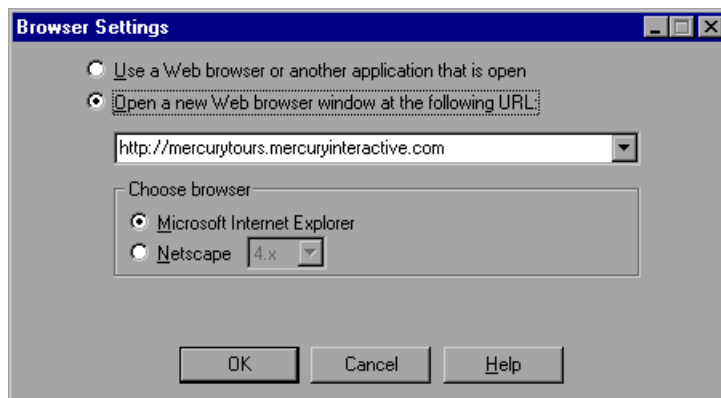 Browser Settings
Use a Web browser or another application that is open
Open a new Web browser window at the following URL:
http://mercurytours.mercuryinteractive.com
Choose browser
Microsoft Internet Explorer
Netscape 4.x
OK Cancel Help